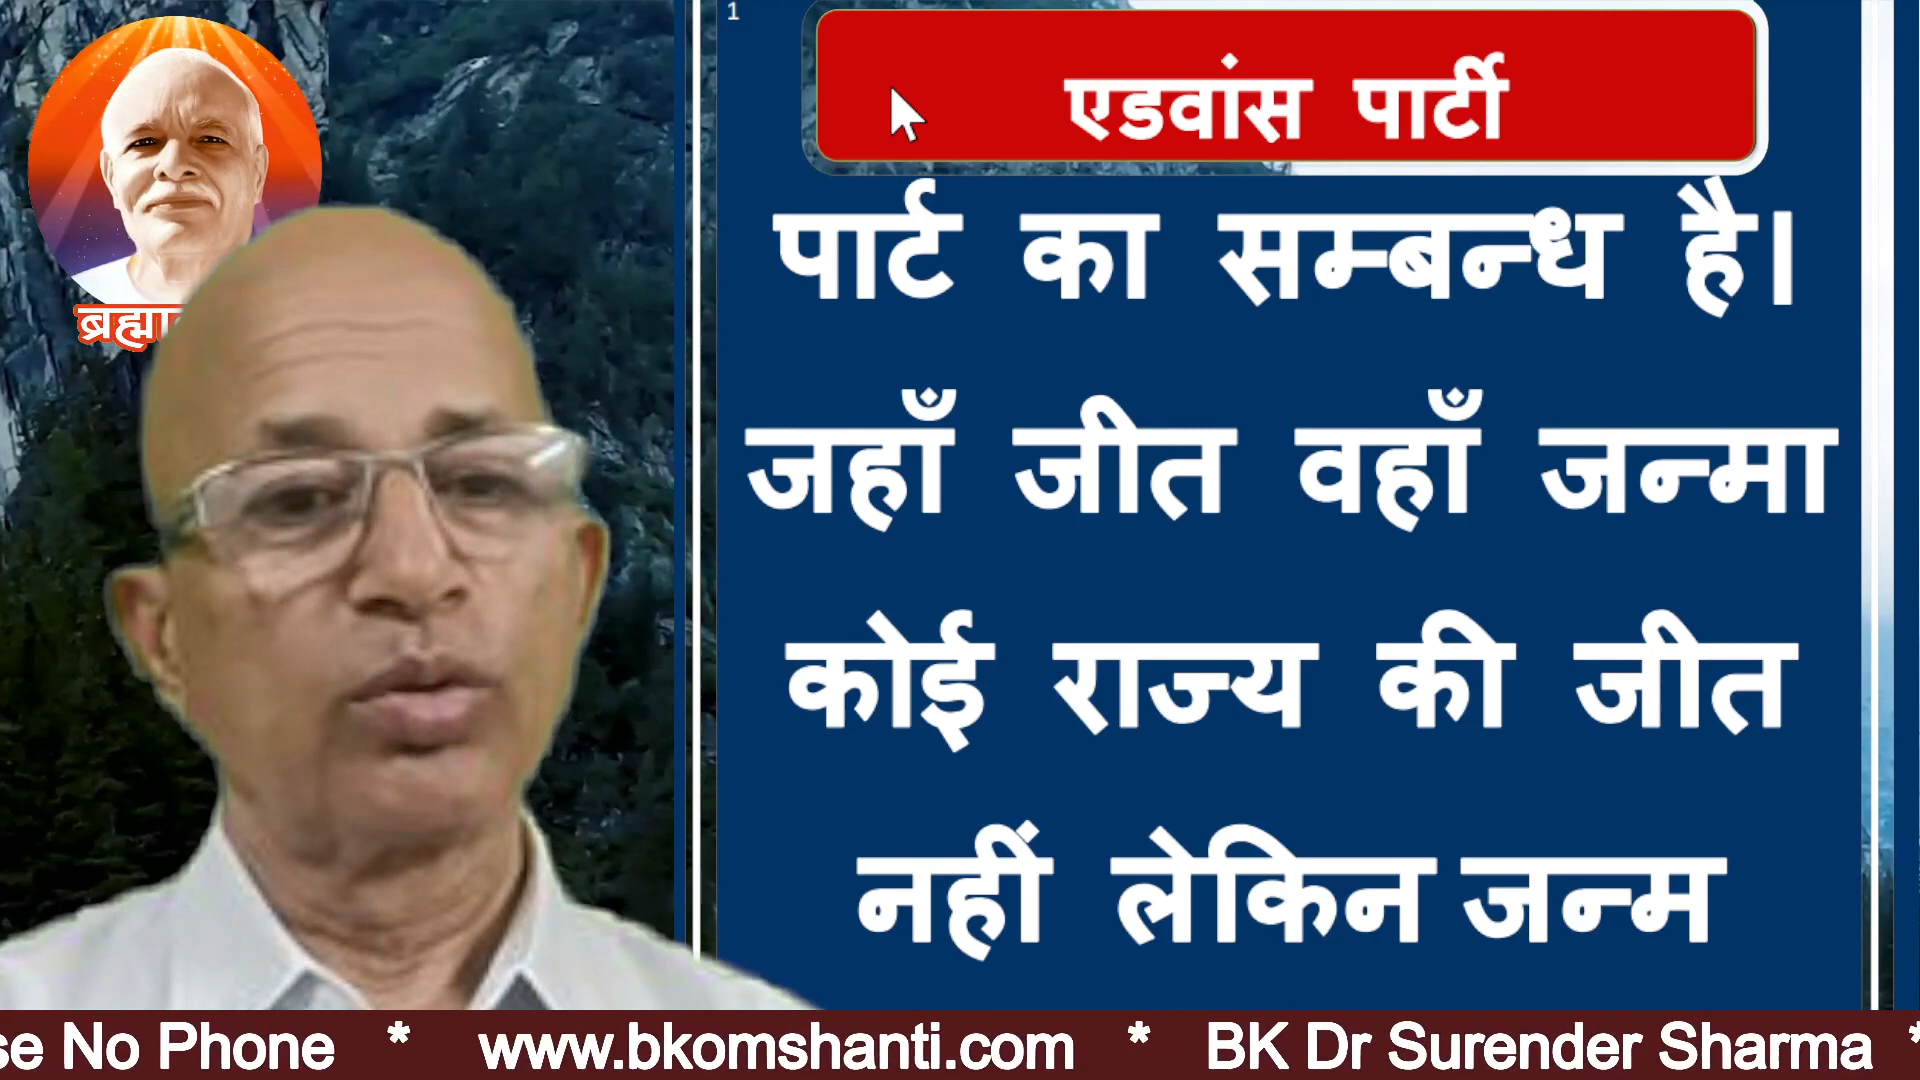 1
एडवांस पार्टी
ब्रह्मा
पार्ट का सम्बन्ध है।
जहाँ जीत वहाँ जन्म।
कोई राज्य की जीत
नहीं लेकिन जन्म
se No Phone * www.bkomshanti.com * BK Dr Surender Sharma *